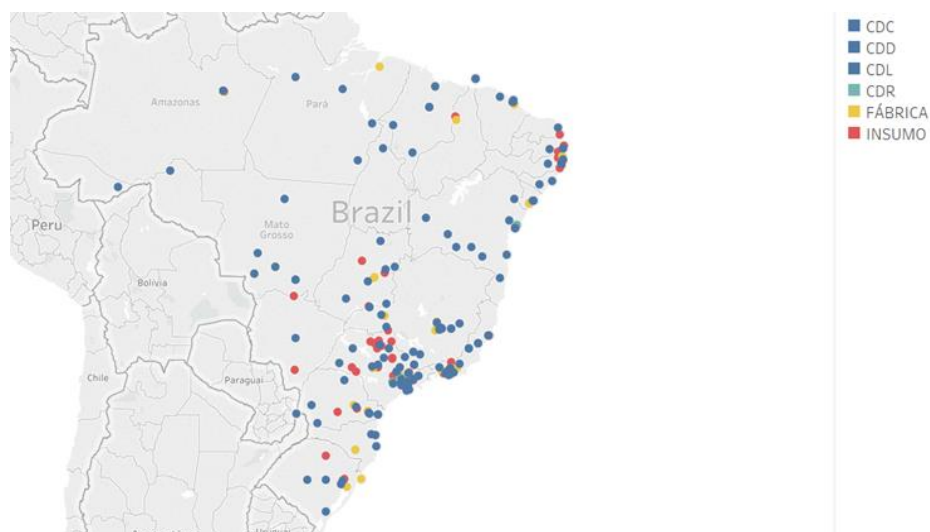 CDC
CDD
CDL
CDR
FÁBRICA
INSUMO
Amazonas
Pará
Brazil
Mato
Grosso
Peru
Bolivia
Paraguai
Chile